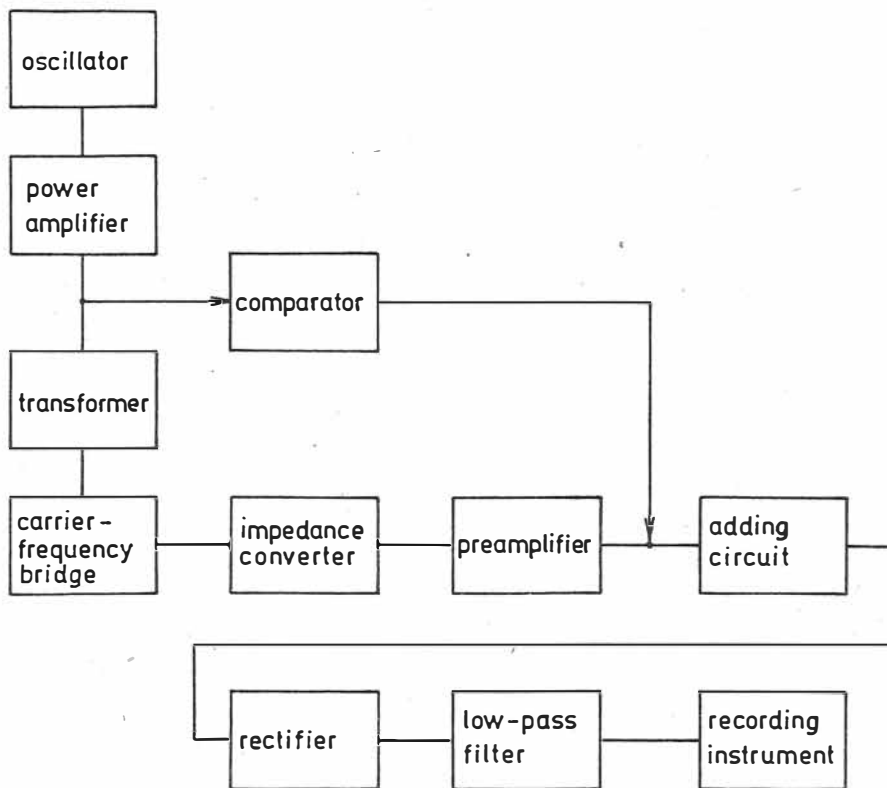 oscillator
power
amplifier
comparator
transformer
carrier-
frequency
bridge
impedance
converter
preamplifier
adding
circuit
rectifier
low-pass
filter
recording
instrument